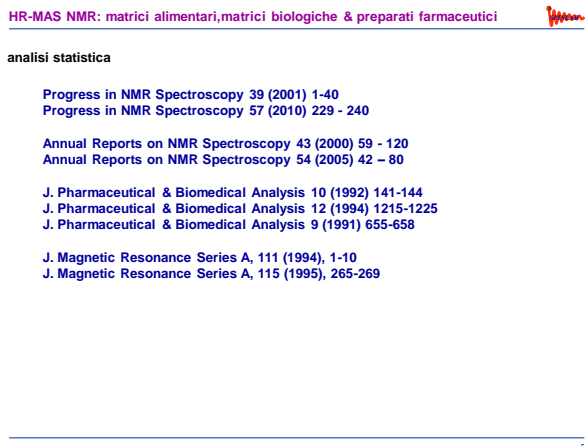 HR-MAS NMR: matrici alimentari,matrici biologiche & preparati farmaceutici
analisi statistica
Progress in NMR Spectroscopy 39 (2001) 1-40
Progress in NMR Spectroscopy 57 (2010) 229 - 240
Annual Reports on NMR Spectroscopy 43 (2000) 59 - 120
Annual Reports on NMR Spectroscopy 54 (2005) 42 – 80
J. Pharmaceutical & Biomedical Analysis 10 (1992) 141-144
J. Pharmaceutical & Biomedical Analysis 12 (1994) 1215-1225
J. Pharmaceutical & Biomedical Analysis 9 (1991) 655-658
J. Magnetic Resonance Series A, 111 (1994), 1-10
J. Magnetic Resonance Series A, 115 (1995), 265-269